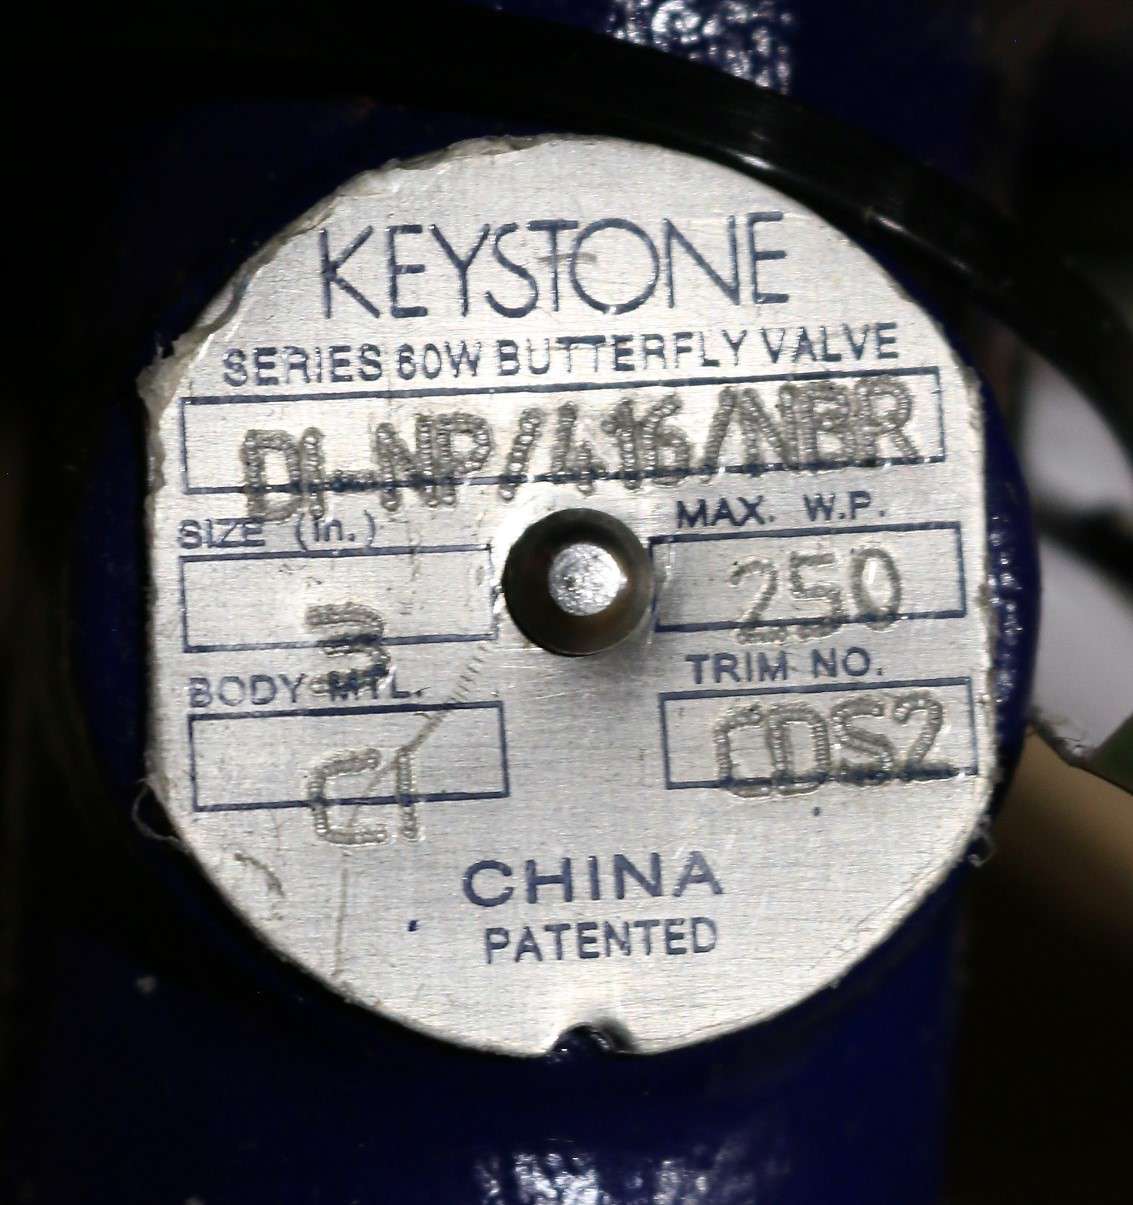 KEYSTONE
SERIES 60W BUTTERFLY VALVE
DI-NP/416/NBR
SIZE (in.)
3
MAX. W.P.
250
BODY MTL.
CI
TRIM NO.
CDS2
CHINA
PATENTED